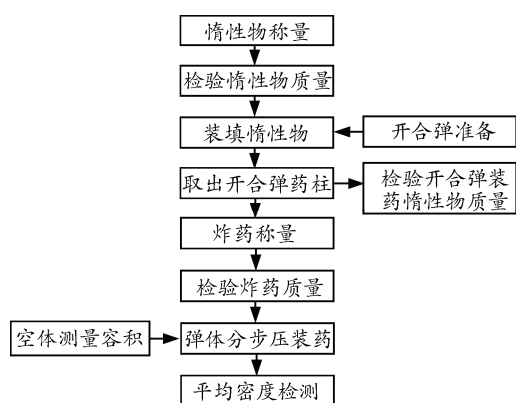 惰性物称量
检验惰性物质量
装填惰性物
开合弹准备
取出开合弹药柱
检验开合弹装
药惰性物质量
炸药称量
检验炸药质量
空体测量容积
弹体分步压装药
平均密度检测